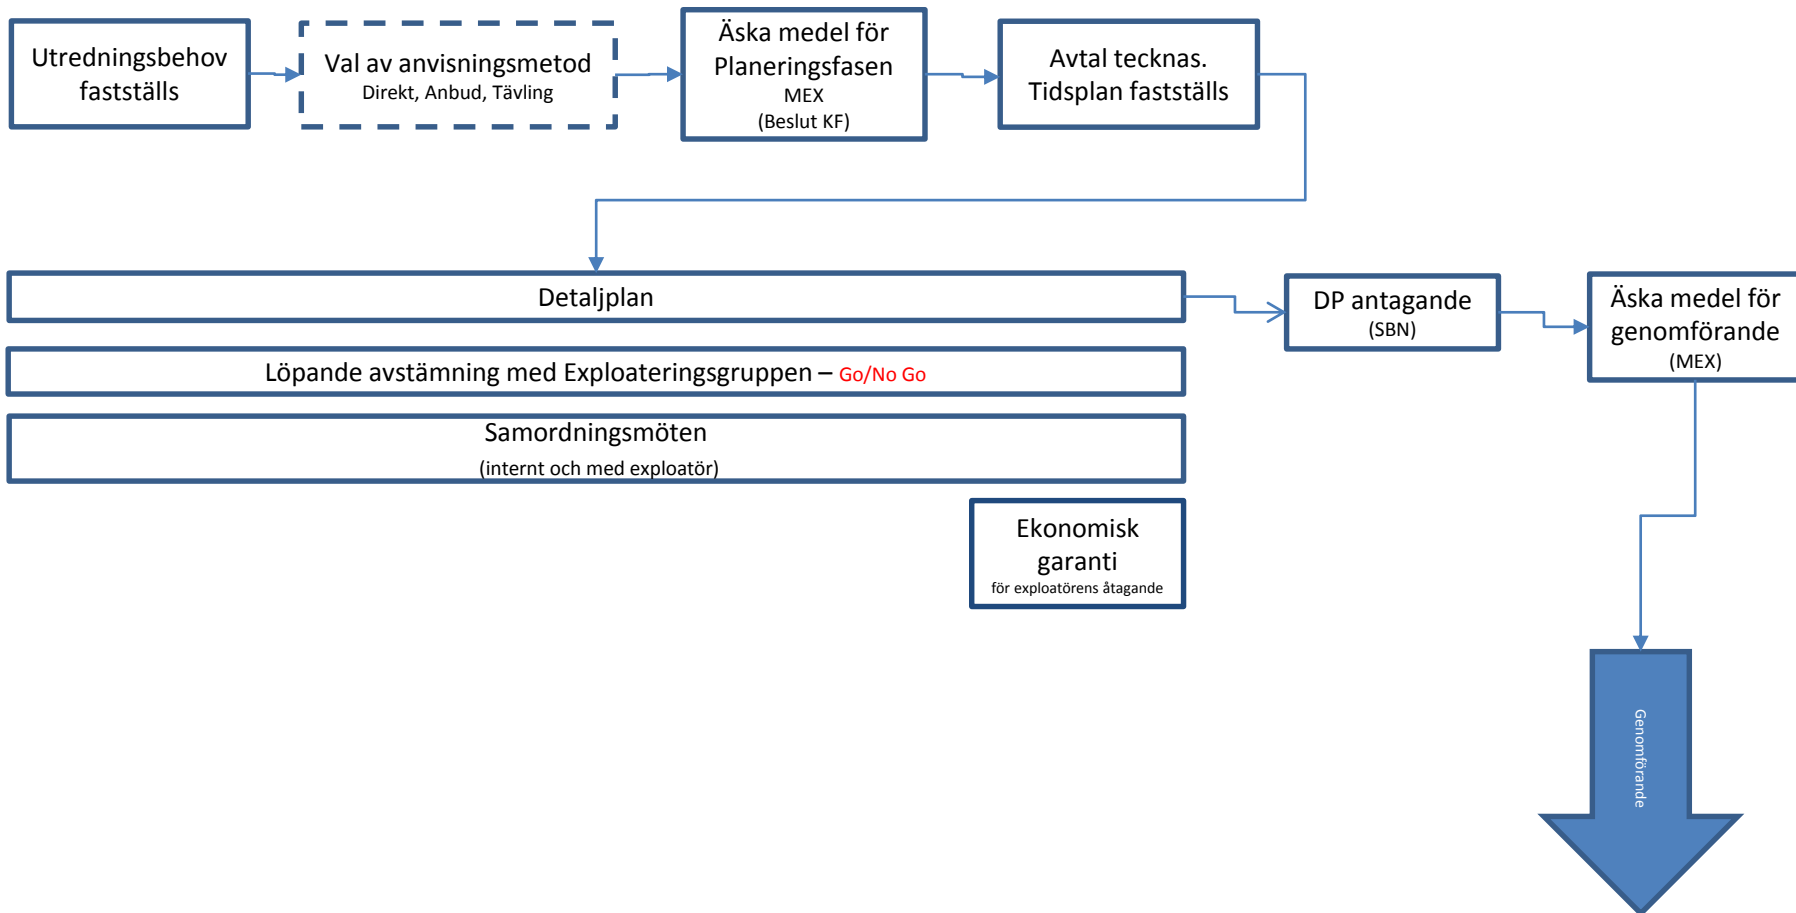 Utredningsbehov
fastställs
Val av anvisningsmetod
Direkt, Anbud, Tävling
Äska medel för
Planeringsfasen
MEX
(Beslut KF)
Avtal tecknas.
Tidsplan fastställs
Detaljplan
DP antagande
(SBN)
Äska medel för
genomförande
(MEX)
Löpande avstämning med Exploateringsgruppen – Go/No Go
Samordningsmöten
(internt och med exploatör)
Ekonomisk
garanti
för exploatörens åtagande
Genomförande